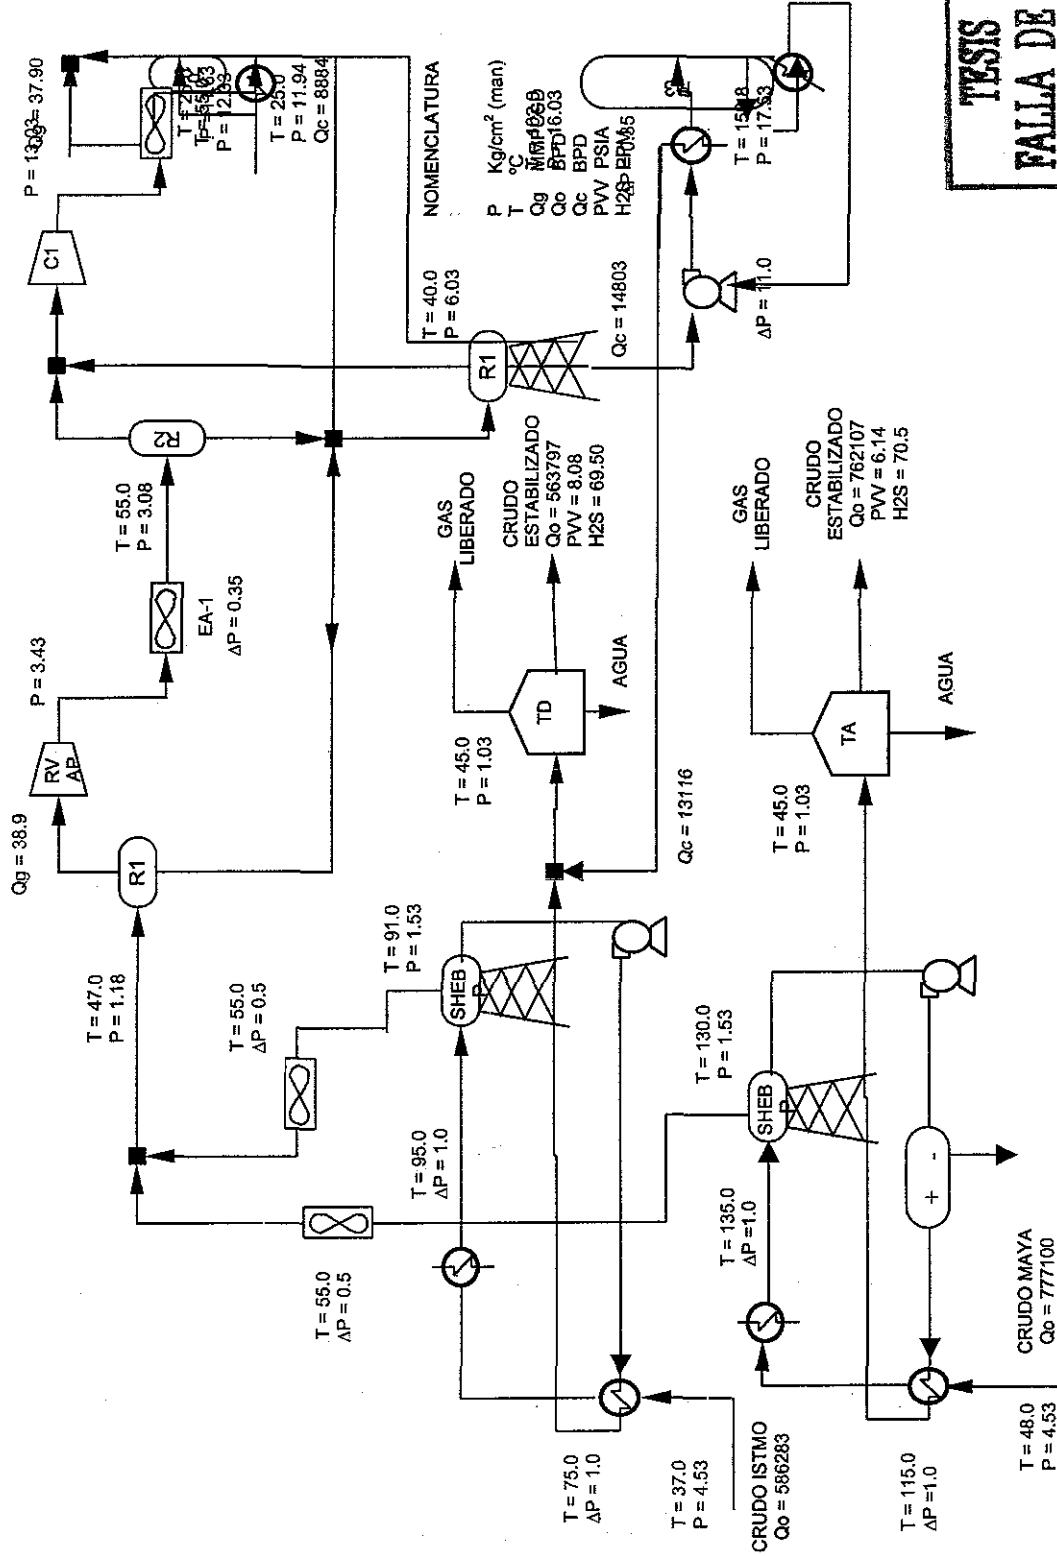 P = 13.03
Qg = 37.90
C1
P = 12.33
T = 25.0
P = 11.94
Qc = 8884
NOMENCLATURA
P Kg/cm² (man)
T °C
Qg MMPCGD
Qo BPD
Qc BPD
PVV PSIA
H2S PPM
P = 16.03
T = 40.0
P = 6.03
R1
Qc = 14803
ΔP = 11.0
P = 17.53
R2
T = 55.0
P = 3.08
EA-1
ΔP = 0.35
P = 3.43
RV
AP
Qg = 38.9
R1
T = 47.0
P = 1.18
T = 55.0
ΔP = 0.5
T = 91.0
P = 1.53
SHEB
T = 95.0
ΔP = 1.0
T = 55.0
ΔP = 0.5
T = 75.0
ΔP = 1.0
T = 37.0
P = 4.53
CRUDO ISTMO
Qo = 586283
T = 45.0
P = 1.03
TD
GAS
LIBERADO
CRUDO
ESTABILIZADO
Qo = 563797
PVV = 8.08
H2S = 69.50
AGUA
Qc = 13116
T = 130.0
P = 1.53
SHEB
T = 135.0
ΔP =1.0
+ -
T = 115.0
ΔP =1.0
T = 48.0
P = 4.53
CRUDO MAYA
Qo = 777100
T = 45.0
P = 1.03
TA
GAS
LIBERADO
CRUDO
ESTABILIZADO
Qo = 762107
PVV = 6.14
H2S = 70.5
AGUA
TESIS
FALLA DE